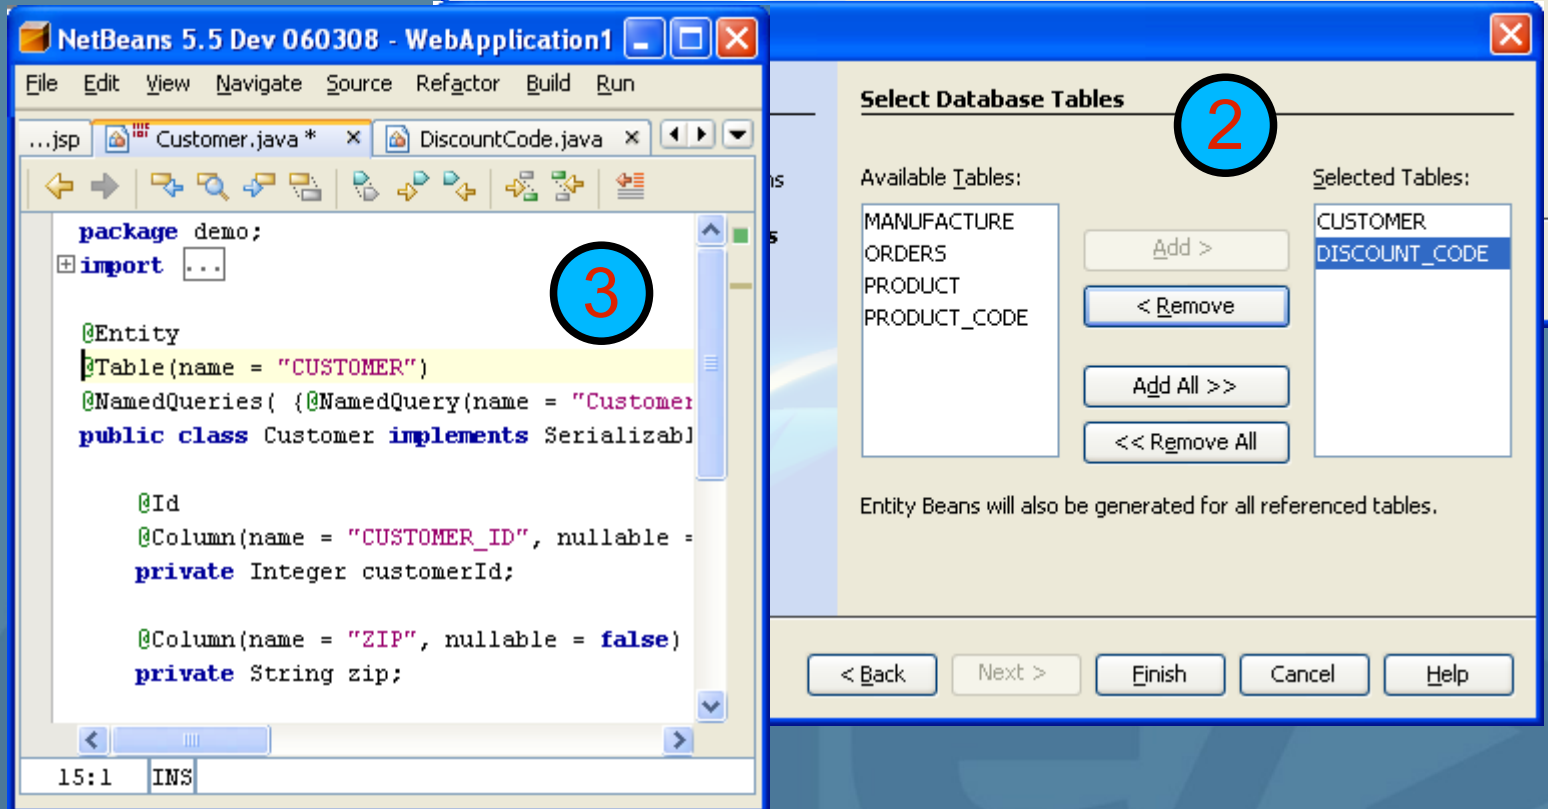 NetBeans 5.5 Dev 060308 - WebApplication1
File Edit View Navigate Source Refactor Build Run
...jsp Customer.java * × DiscountCode.java ×
package demo;
import ...
3
@Entity
@Table(name = "CUSTOMER")
@NamedQueries( {@NamedQuery(name = "Customer
public class Customer implements Serializabl
@Id
@Column(name = "CUSTOMER_ID", nullable =
private Integer customerId;
@Column(name = "ZIP", nullable = false)
private String zip;
15:1 INS
Select Database Tables
2
Available Tables:
MANUFACTURE
ORDERS
PRODUCT
PRODUCT_CODE
Add >
< Remove
Add All >>
<< Remove All
Selected Tables:
CUSTOMER
DISCOUNT_CODE
Entity Beans will also be generated for all referenced tables.
< Back Next > Finish Cancel Help